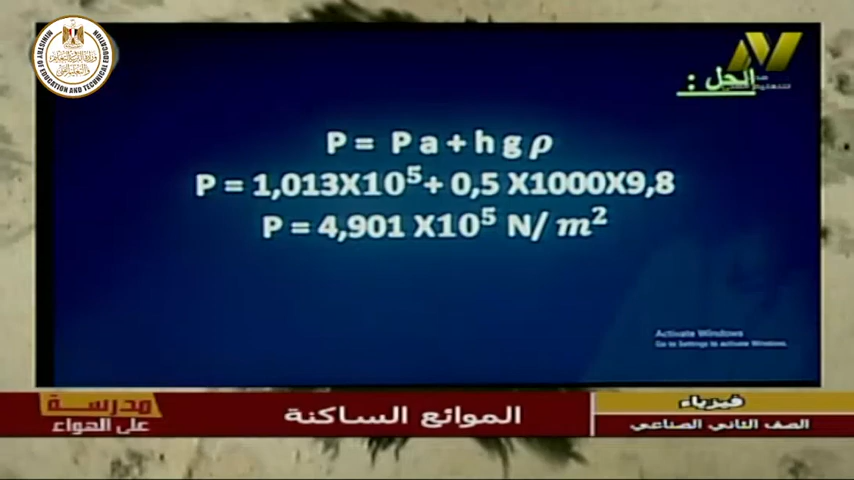 MINISTRY OF EDUCATION AND TECHNICAL EDUCATION
الحل :
P = Pa + h g ρ
P = 1,013X10⁵ + 0,5 X1000X9,8
P = 4,901 X10⁵ N/ m²
Activate Windows
Go to Settings to activate Windows.
مدرسة
على الهواء
الموائع الساكنة
فيزياء
الصف الثاني الصناعي